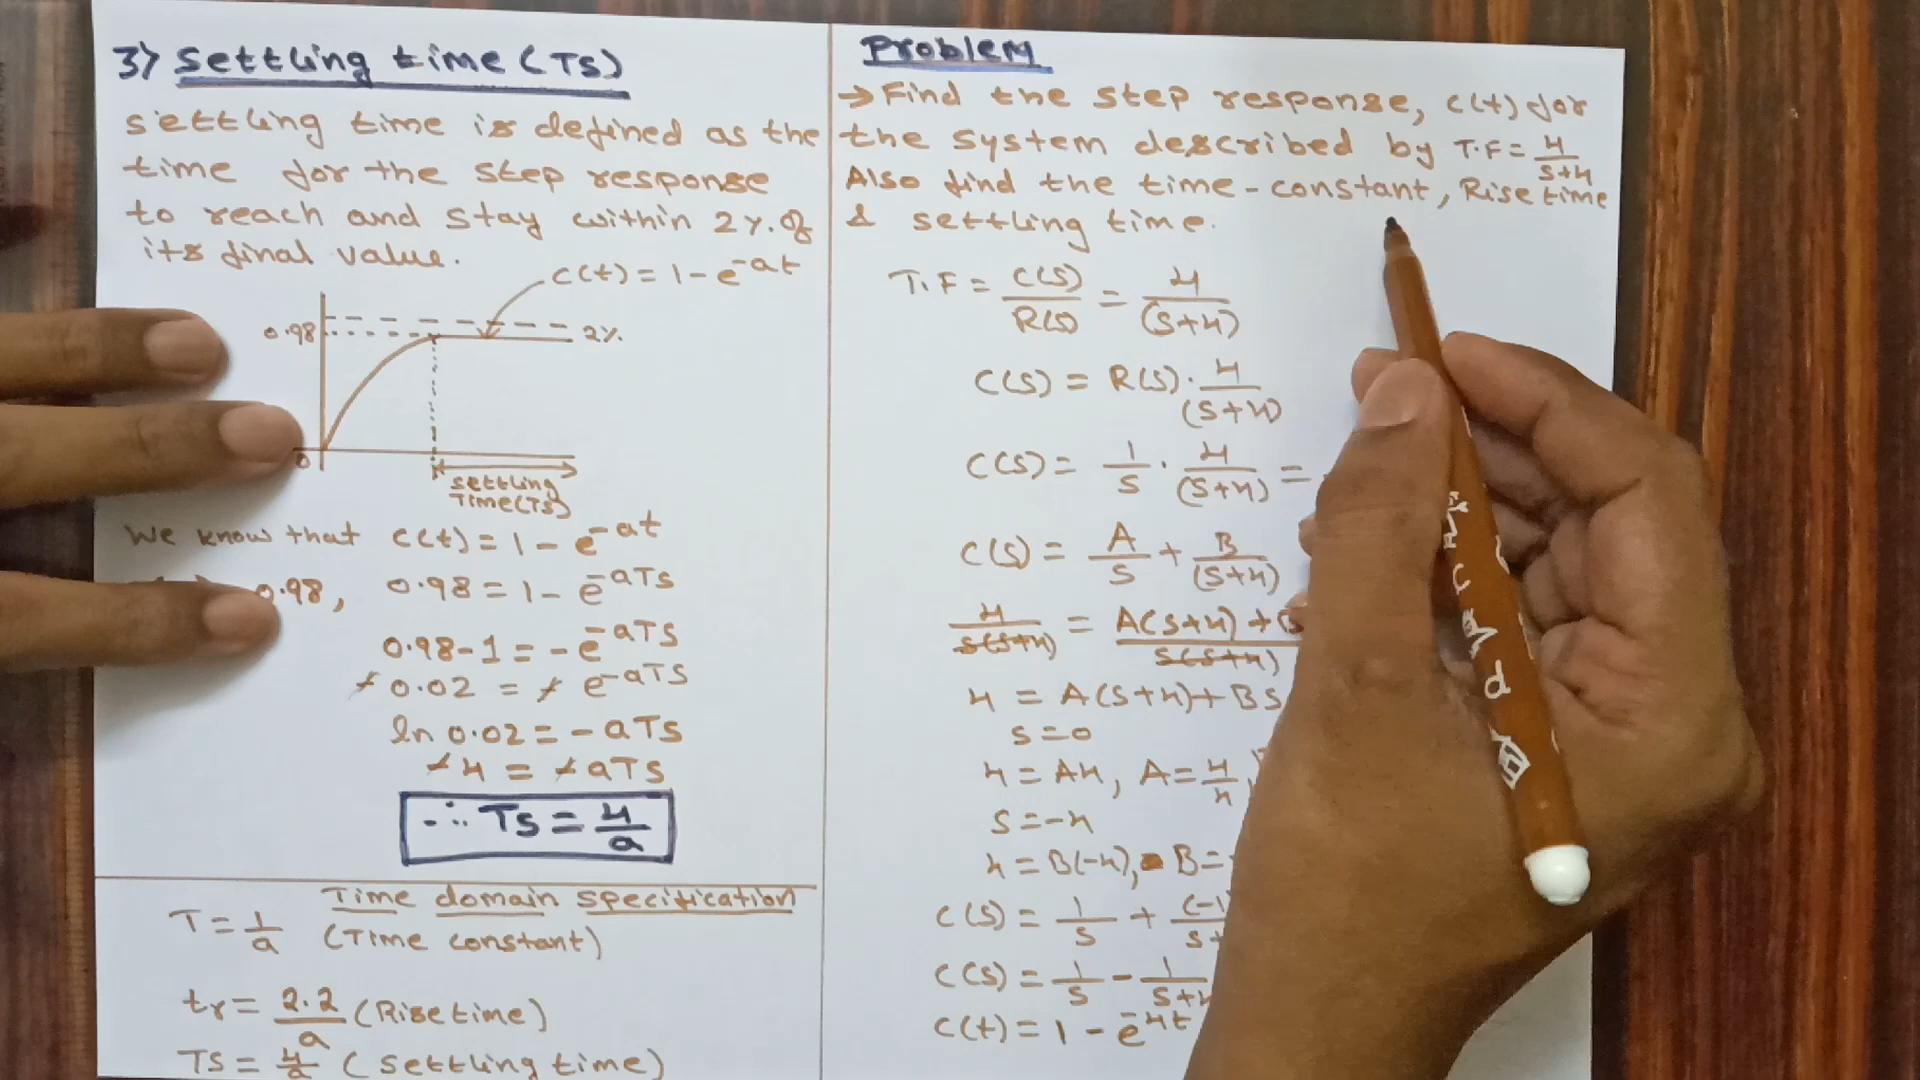 3) Settling time (Ts)
Settling time is defined as the
time for the step response
to reach and stay within 2%. of
its final value.
c(t) = 1 - e^-at
0.98
2%
0
settling
Time(Ts)
We know that c(t) = 1 - e^-at
0.98, 0.98 = 1 - e^-aTs
0.98 - 1 = - e^-aTs
- 0.02 = - e^-aTs
ln 0.02 = - aTs
- 4 = - aTs
∴ Ts = 4/a
Time domain specification
T = 1/a (Time constant)
tr = 2.2/a (Rise time)
Ts = 4/a (settling time)
Problem
→ Find the step response, c(t) for
the system described by T.F = 4/s+4
Also find the time-constant, Rise time
& settling time.
T.F = C(S)/R(S) = 4/(S+4)
C(S) = R(S) . 4/(S+4)
C(S) = 1/S . 4/(S+4) =
C(S) = A/S + B/(S+4)
4/S(S+4) = A(S+4) + B/S(S+4)
4 = A(S+4) + BS
S = 0
4 = A4, A = 4/4,
S = -4
4 = B(-4), B =
C(S) = 1/S + (-1/S+
C(S) = 1/S - 1/S+4
c(t) = 1 - e^-4t